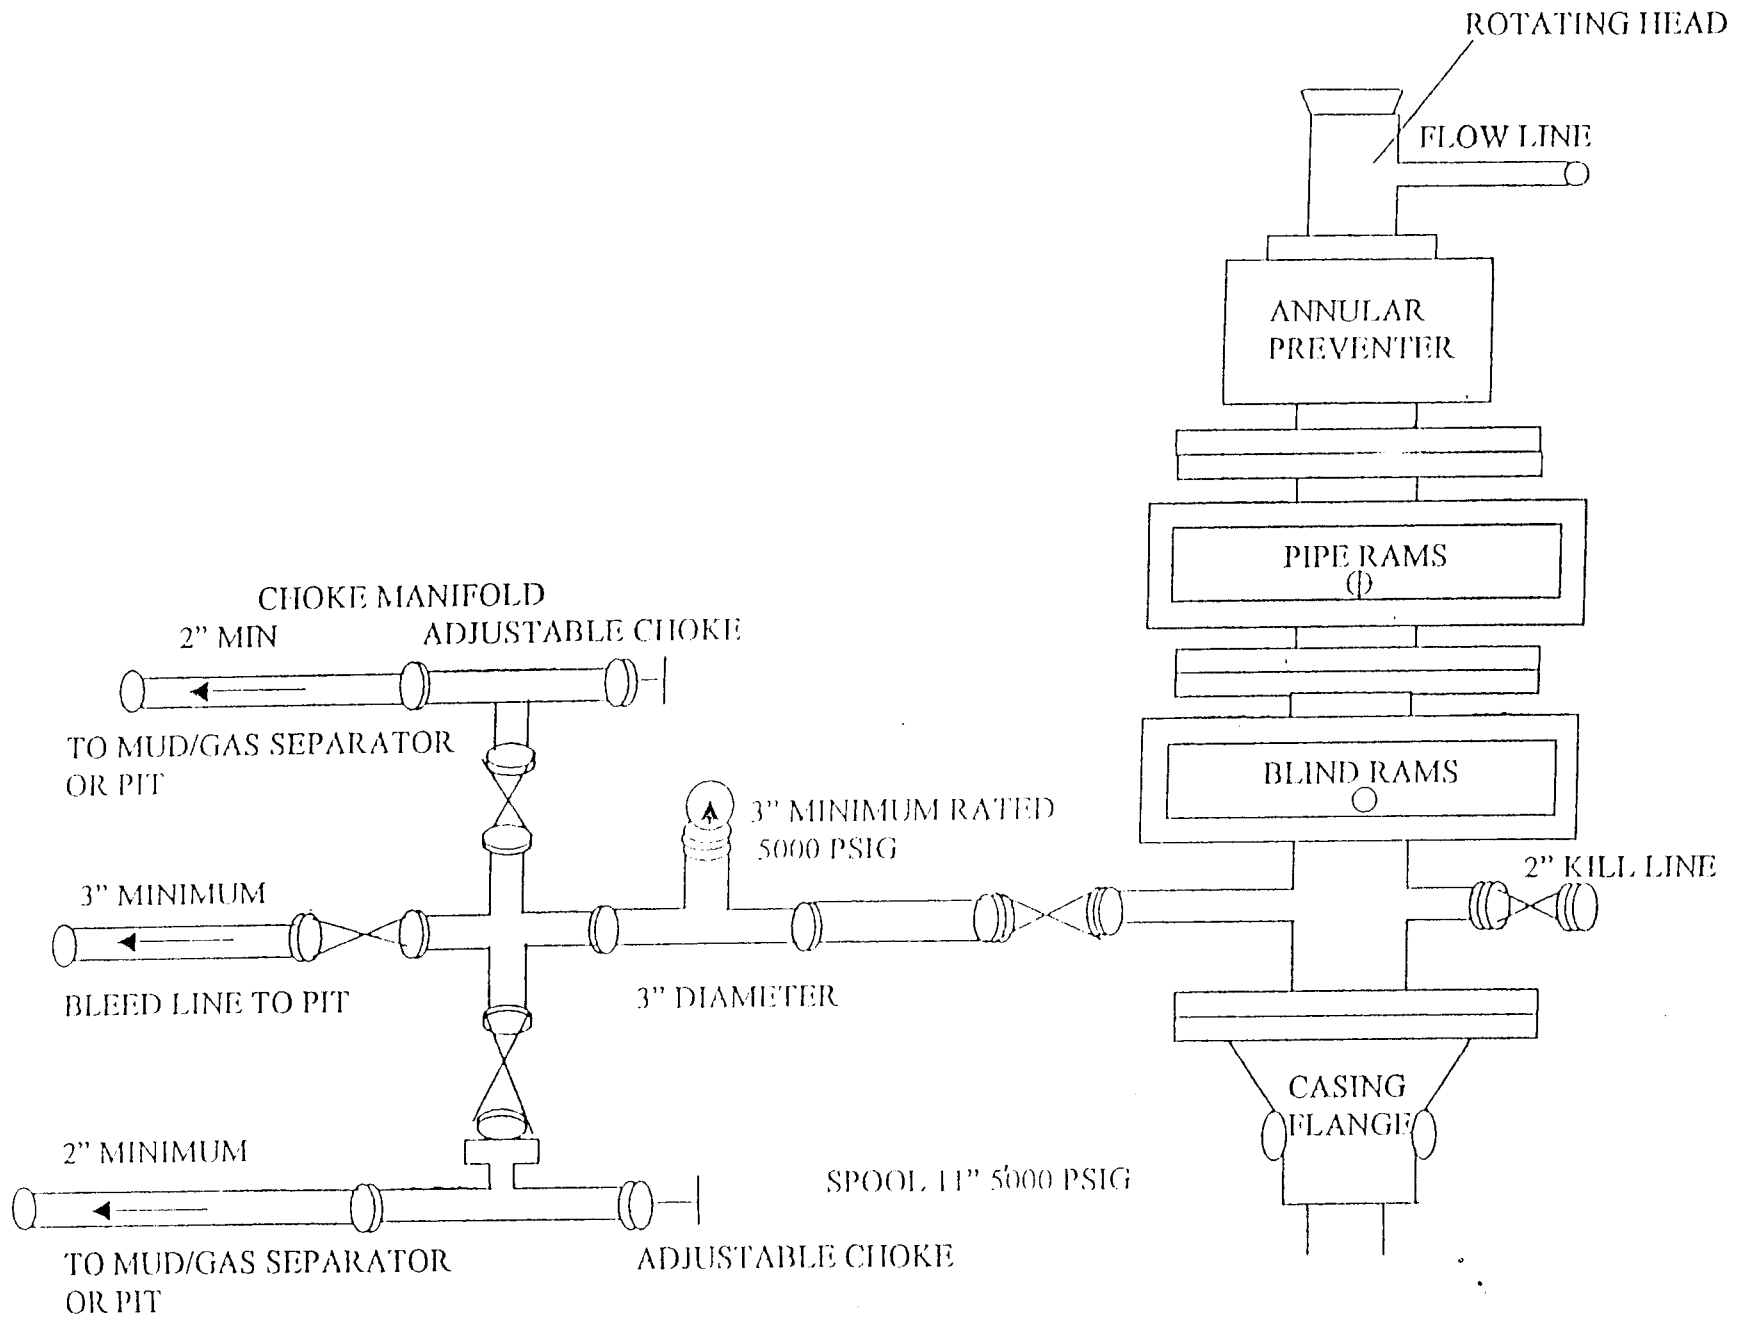 ROTATING HEAD
FLOW LINE
ANNULAR
PREVENTER
PIPE RAMS
CHOKE MANIFOLD
2” MIN
ADJUSTABLE CHOKE
TO MUD/GAS SEPARATOR
OR PIT
BLIND RAMS
3” MINIMUM RATED
5000 PSIG
2” KILL LINE
3” MINIMUM
BLEED LINE TO PIT
3” DIAMETER
CASING
FLANGE
2” MINIMUM
SPOOL 11” 5000 PSIG
TO MUD/GAS SEPARATOR
OR PIT
ADJUSTABLE CHOKE